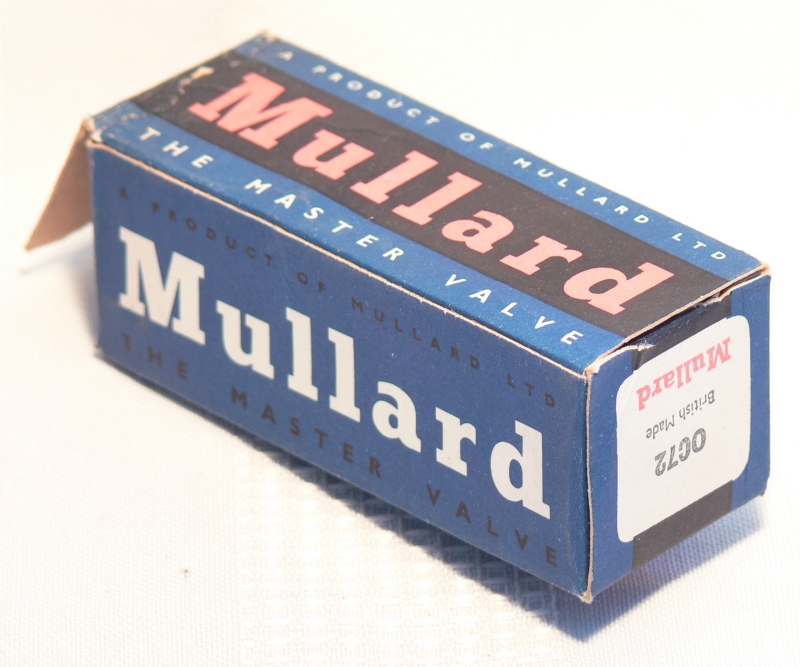 A PRODUCT OF MULLARD LTD
Mullard
THE MASTER VALVE
A PRODUCT OF MULLARD LTD
Mullard
THE MASTER VALVE
Mullard
British Made
OC72